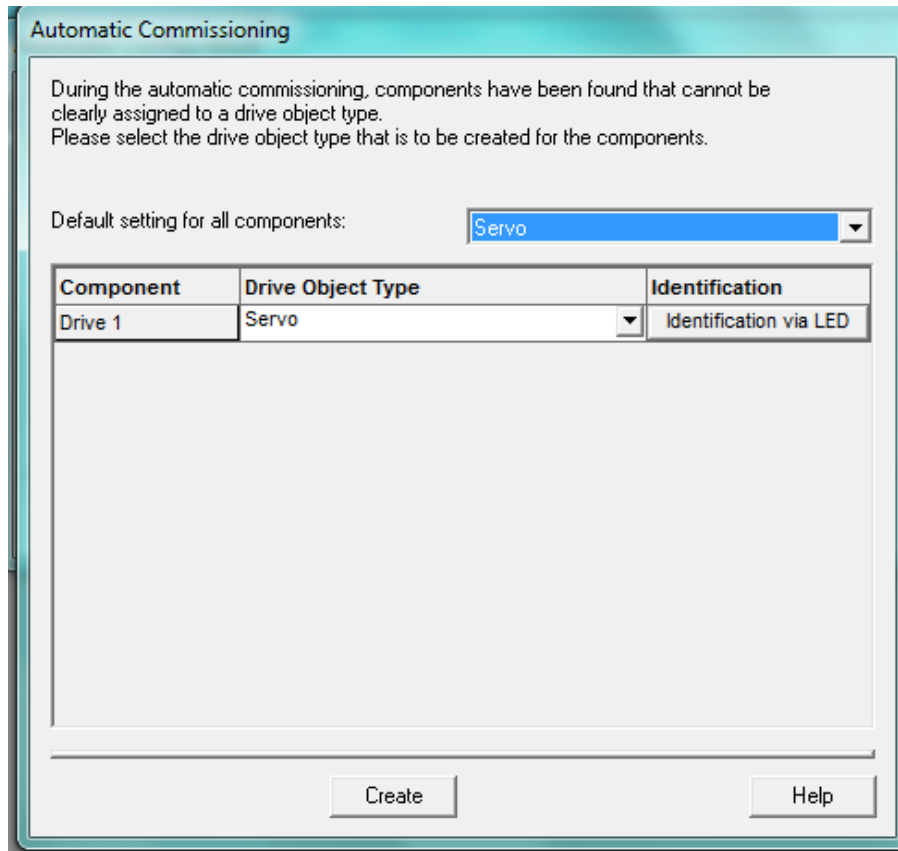 Automatic Commissioning
During the automatic commissioning, components have been found that cannot be
clearly assigned to a drive object type.
Please select the drive object type that is to be created for the components.
Default setting for all components: Servo
Component Drive Object Type Identification
Drive 1 Servo Identification via LED
Create Help